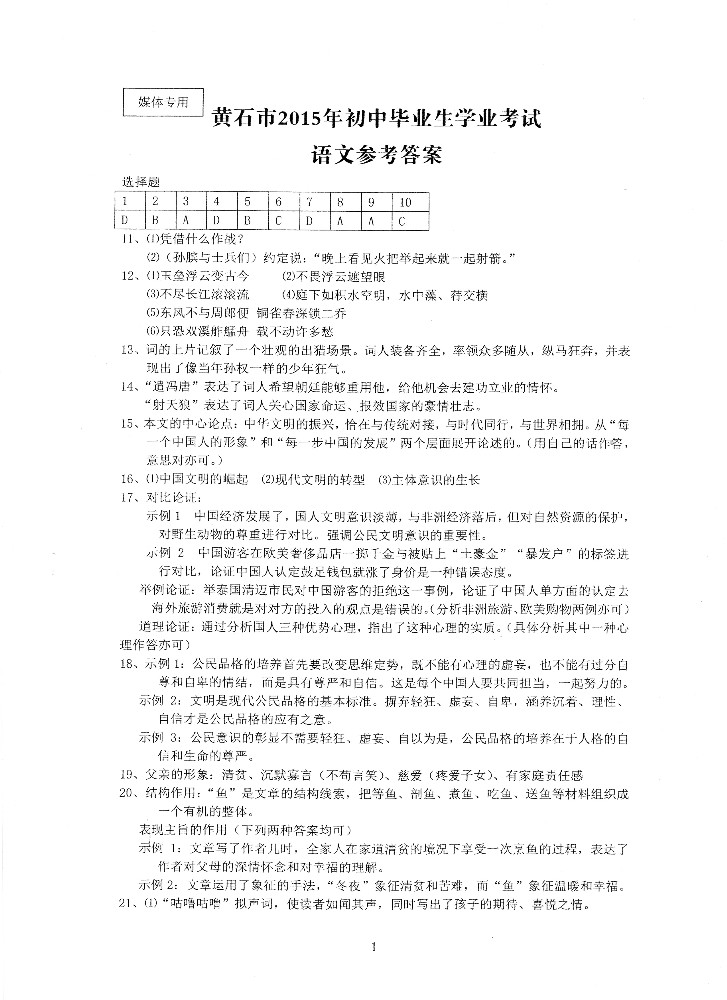 媒体专用
黄石市2015年初中毕业生学业考试
语文参考答案
选择题
1 2 3 4 5 6 7 8 9 10
D B A D B C D A A C
11、⑴凭借什么作战？
⑵（孙膑与士兵们）约定说：“晚上看见火把举起来就一起射箭。”
12、⑴玉垒浮云变古今 ⑵不畏浮云遮望眼
⑶不尽长江滚滚流 ⑷庭下如积水空明，水中藻、荇交横
⑸东风不与周郎便 铜雀春深锁二乔
⑹只恐双溪舴艋舟 载不动许多愁
13、词的上片记叙了一个壮观的出猎场景。词人装备齐全，率领众多随从，纵马狂奔，并表
现出了像当年孙权一样的少年狂气。
14、“遣冯唐”表达了词人希望朝廷能够重用他，给他机会去建功立业的情怀。
“射天狼”表达了词人关心国家命运、报效国家的豪情壮志。
15、本文的中心论点：中华文明的振兴，恰在与传统对接，与时代同行，与世界相拥。从“每
一个中国人的形象”和“每一步中国的发展”两个层面展开论述的。（用自己的话作答，
意思对亦可。）
16、⑴中国文明的崛起 ⑵现代文明的转型 ⑶主体意识的生长
17、对比论证：
示例 1 中国经济发展了，国人文明意识淡薄，与非洲经济落后，但对自然资源的保护，
对野生动物的尊重进行对比。强调公民文明意识的重要性。
示例 2 中国游客在欧美奢侈品店一掷千金与被贴上“土豪金”“暴发户”的标签进
行对比，论证中国人认定鼓足钱包就涨了身价是一种错误态度。
举例论证：举泰国清迈市民对中国游客的拒绝这一事例，论证了中国人单方面的认定去
海外旅游消费就是对对方的投入的观点是错误的。（分析非洲旅游、欧美购物两例亦可）
道理论证：通过分析国人三种优势心理，指出了这种心理的实质。（具体分析其中一种心
理作答亦可）
18、示例 1：公民品格的培养首先要改变思维定势，既不能有心理的虚妄，也不能有过分自
尊和自卑的情结，而是具有尊严和自信。这是每个中国人要共同担当，一起努力的。
示例 2：文明是现代公民品格的基本标准。摒弃轻狂、虚妄、自卑，涵养沉着、理性、
自信才是公民品格的应有之意。
示例 3：公民意识的彰显不需要轻狂、虚妄、自以为是，公民品格的培养在于人格的自
信和生命的尊严。
19、父亲的形象：清贫、沉默寡言（不苟言笑）、慈爱（疼爱子女）、有家庭责任感
20、结构作用：“鱼”是文章的结构线索，把等鱼、剖鱼、煮鱼、吃鱼、送鱼等材料组织成
一个有机的整体。
表现主旨的作用（下列两种答案均可）
示例 1：文章写了作者儿时，全家人在家道清贫的境况下享受一次烹鱼的过程，表达了
作者对父母的深情怀念和对幸福的理解。
示例 2：文章运用了象征的手法，“冬夜”象征清贫和苦难，而“鱼”象征温暖和幸福。
21、⑴“咕噜咕噜”拟声词，使读者如闻其声，同时写出了孩子的期待、喜悦之情。
1